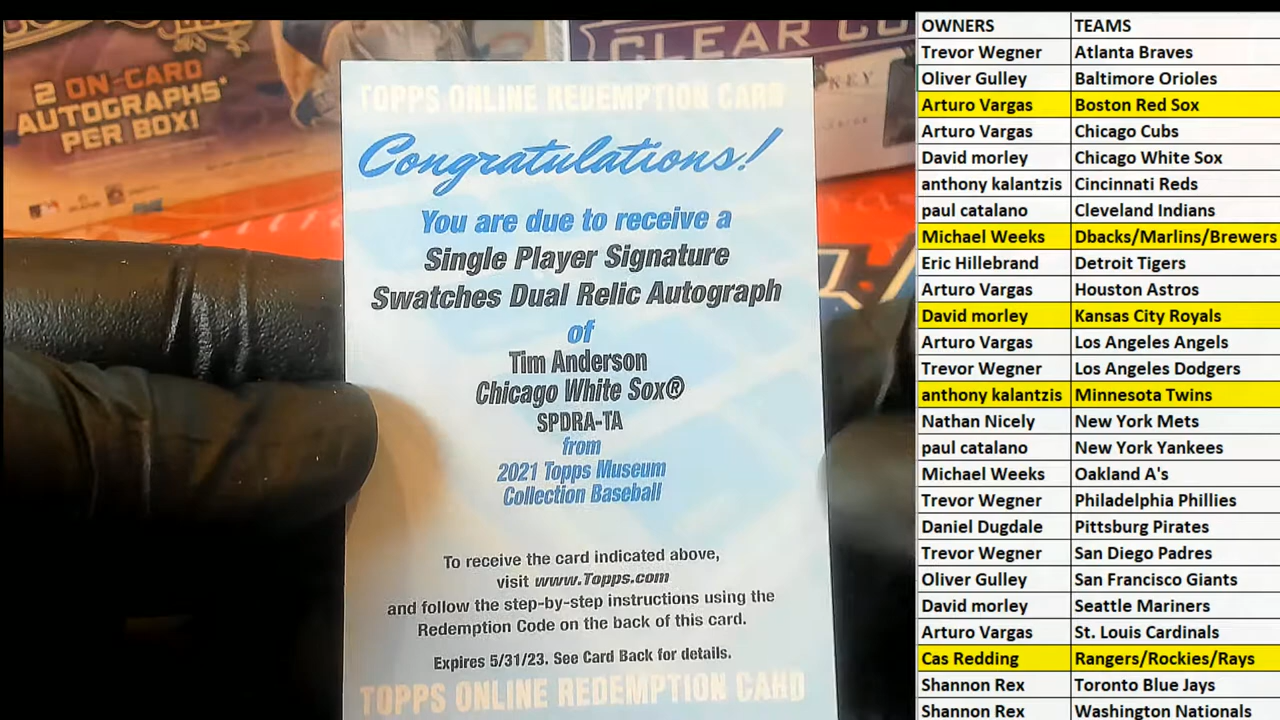 2 ON-CARD
AUTOGRAPHS*
PER BOX!
CLEAR
TOPPS ONLINE REDEMPTION CARD
Congratulations!
You are due to receive a
Single Player Signature
Swatches Dual Relic Autograph
of
Tim Anderson
Chicago White Sox®
SPDRA-TA
from
2021 Topps Museum
Collection Baseball
To receive the card indicated above,
visit www.Topps.com
and follow the step-by-step instructions using the
Redemption Code on the back of this card.
Expires 5/31/23. See Card Back for details.
TOPPS ONLINE REDEMPTION CARD
OWNERS TEAMS
Trevor Wegner Atlanta Braves
Oliver Gulley Baltimore Orioles
Arturo Vargas Boston Red Sox
Arturo Vargas Chicago Cubs
David morley Chicago White Sox
anthony kalantzis Cincinnati Reds
paul catalano Cleveland Indians
Michael Weeks Dbacks/Marlins/Brewers
Eric Hillebrand Detroit Tigers
Arturo Vargas Houston Astros
David morley Kansas City Royals
Arturo Vargas Los Angeles Angels
Trevor Wegner Los Angeles Dodgers
anthony kalantzis Minnesota Twins
Nathan Nicely New York Mets
paul catalano New York Yankees
Michael Weeks Oakland A's
Trevor Wegner Philadelphia Phillies
Daniel Dugdale Pittsburg Pirates
Trevor Wegner San Diego Padres
Oliver Gulley San Francisco Giants
David morley Seattle Mariners
Arturo Vargas St. Louis Cardinals
Cas Redding Rangers/Rockies/Rays
Shannon Rex Toronto Blue Jays
Shannon Rex Washington Nationals